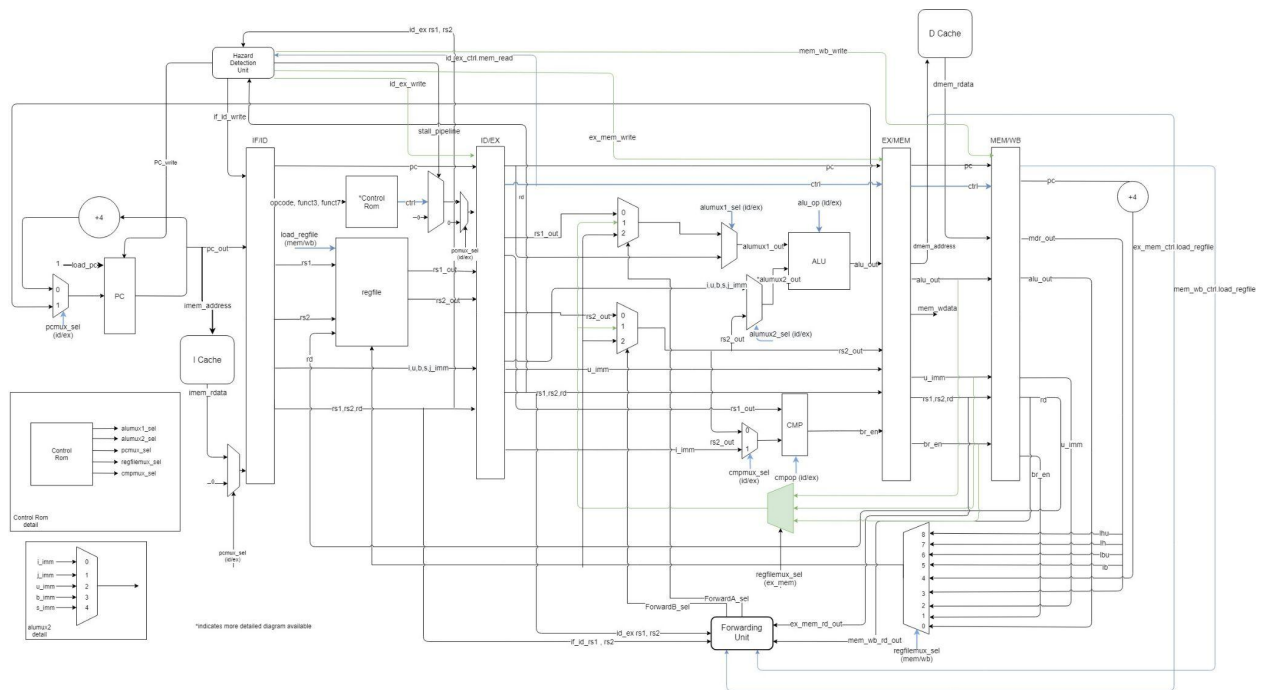 D Cache
id_ex rs1, rs2
Hazard
Detection
Unit
id_ex_ctrl.mem_read
mem_wb_write
id_ex_write
dmem_rdata
if_id_write
stall_pipeline
ex_mem_write
PC_write
IF/ID
ID/EX
EX/MEM
MEM/WB
pc
pc
pc
pc
+4
opcode, funct3, funct7
*Control
Rom
ctrl
0
0
rd
ctrl
ctrl
+4
alumux1_sel (id/ex)
alu_op (id/ex)
load_regfile
(mem/wb)
pcmux_sel
(id/ex)
rs1_out
0
1
2
alumux1_out
ALU
alu_out
dmem_address
mdr_out
ex_mem_ctrl.load_regfile
pc_out
1
load_pc
PC
0
1
pcmux_sel
(id/ex)
rs1
regfile
rs1_out
rs2_out
i,u,b,s,j_imm
*alumux2_out
alu_out
alu_out
mem_wb_ctrl.load_regfile
imem_address
rs2
rs2_out
0
1
2
rs2_out
alumux2_sel (id/ex)
mem_wdata
I Cache
rd
rs2_out
i,u,b,s,j_imm
u_imm
u_imm
imem_rdata
rs1,rs2,rd
rs1,rs2,rd
rs1,rs2,rd
rd
rs1_out
CMP
0
1
rs2_out
br_en
br_en
u_imm
i_imm
cmpmux_sel
(id/ex)
cmpop (id/ex)
br_en
Control
Rom
alumux1_sel
alumux2_sel
pcmux_sel
regfilemux_sel
cmpmux_sel
Control Rom
detail
0
pcmux_sel
(id/ex)
lhu
lh
lbu
lb
8
7
6
5
4
3
2
1
0
regfilemux_sel
(ex_mem)
i_imm
j_imm
u_imm
b_imm
s_imm
0
1
2
3
4
alumux2
detail
*indicates more detailed diagram available
ForwardA_sel
ForwardB_sel
Forwarding
Unit
id_ex rs1, rs2
if_id_rs1 , rs2
ex_mem_rd_out
mem_wb_rd_out
regfilemux_sel
(mem/wb)